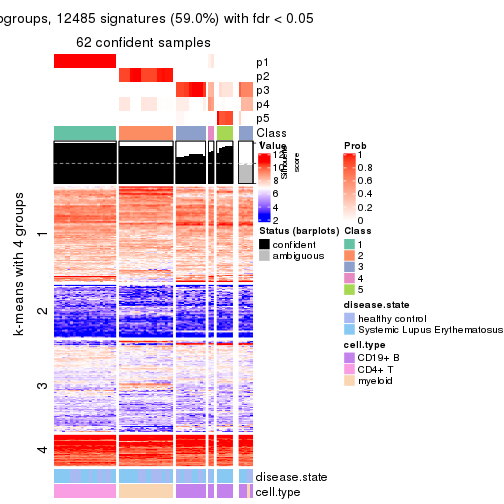 ogroups, 12485 signatures (59.0%) with fdr < 0.05
62 confident samples
p1
p2
p3
p4
p5
Class
Silhouette
score
k-means with 4 groups
1
2
3
4
disease.state
cell.type
Value
12
10
8
6
4
2
Prob
1
0.8
0.6
0.4
0.2
0
Status (barplots)
confident
ambiguous
Class
1
2
3
4
5
disease.state
healthy control
Systemic Lupus Erythematosus
cell.type
CD19+ B
CD4+ T
myeloid